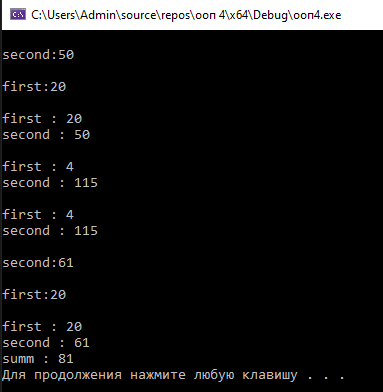 C:\Users\Admin\source\repos\ооп 4\x64\Debug\ооп4.exe
second:50
first:20
first : 20
second : 50
first : 4
second : 115
first : 4
second : 115
second:61
first:20
first : 20
second : 61
summ : 81
Для продолжения нажмите любую клавишу . . .